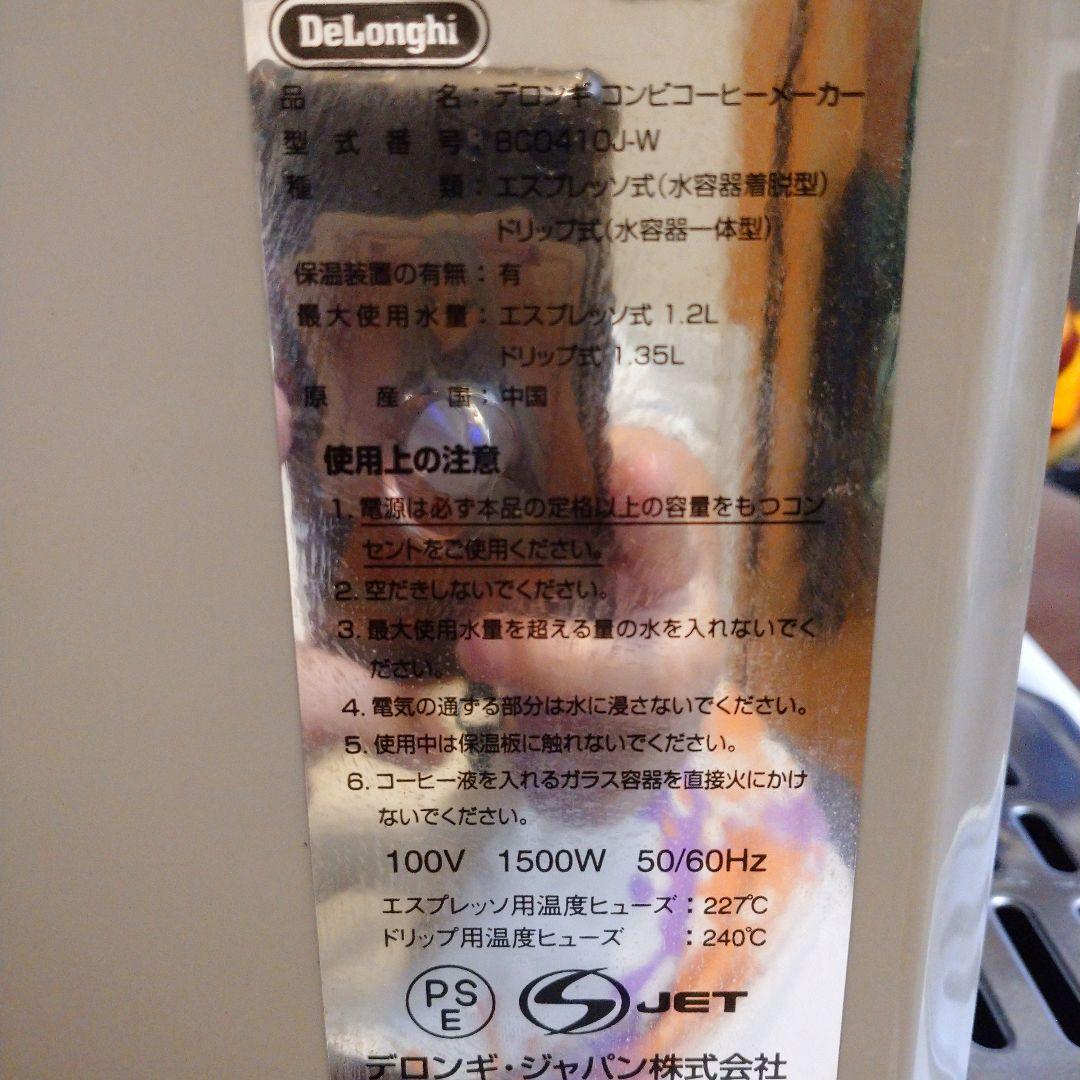 DeLonghi
品 名：デロンギ コンビコーヒーメーカー
型式番号：BCO410J-W
種 類：エスプレッソ式（水容器着脱型）
ドリップ式（水容器一体型）
保温装置の有無：有
最大使用水量：エスプレッソ式 1.2L
ドリップ式 1.35L
原産国：中国
使用上の注意
1. 電源は必ず本品の定格以上の容量をもつコン
セントをご使用ください。
2. 空だきしないでください。
3. 最大使用水量を超える量の水を入れないでく
ださい。
4. 電気の通ずる部分は水に浸さないでください。
5. 使用中は保温板に触れないでください。
6. コーヒー液を入れるガラス容器を直接火にかけ
ないでください。
100V 1500W 50/60Hz
エスプレッソ用温度ヒューズ：227℃
ドリップ用温度ヒューズ ：240℃
PSE JET
デロンギ・ジャパン株式会社